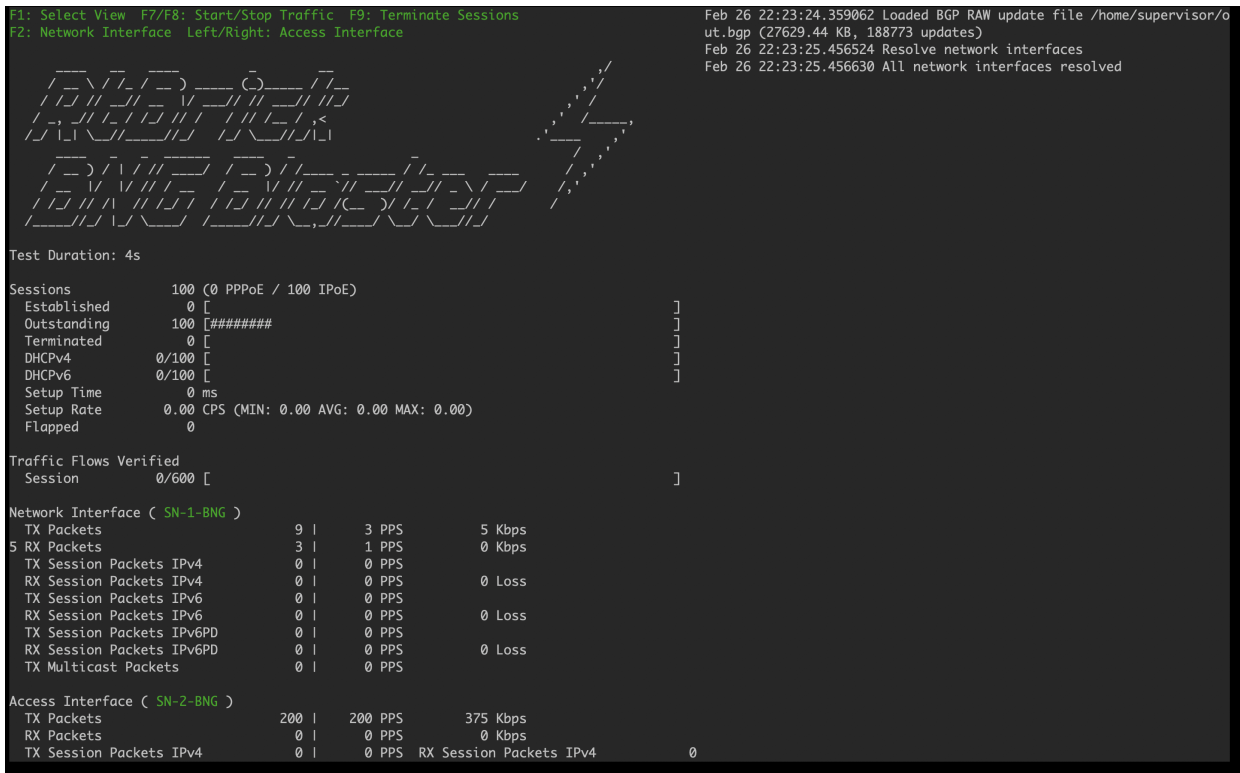 F1: Select View  F7/F8: Start/Stop Traffic  F9: Terminate Sessions
F2: Network Interface  Left/Right: Access Interface
RtBrick
BNG Blaster
Test Duration: 4s
Sessions 100 (0 PPPoE / 100 IPoE)
Established 0 [ ]
Outstanding 100 [######## ]
Terminated 0 [ ]
DHCPv4 0/100 [ ]
DHCPv6 0/100 [ ]
Setup Time 0 ms
Setup Rate 0.00 CPS (MIN: 0.00 AVG: 0.00 MAX: 0.00)
Flapped 0
Traffic Flows Verified
Session 0/600 [ ]
Network Interface ( SN-1-BNG )
TX Packets 9 | 3 PPS 5 Kbps
5 RX Packets 3 | 1 PPS 0 Kbps
TX Session Packets IPv4 0 | 0 PPS
RX Session Packets IPv4 0 | 0 PPS 0 Loss
TX Session Packets IPv6 0 | 0 PPS
RX Session Packets IPv6 0 | 0 PPS 0 Loss
TX Session Packets IPv6PD 0 | 0 PPS
RX Session Packets IPv6PD 0 | 0 PPS 0 Loss
TX Multicast Packets 0 | 0 PPS
Access Interface ( SN-2-BNG )
TX Packets 200 | 200 PPS 375 Kbps
RX Packets 0 | 0 PPS 0 Kbps
TX Session Packets IPv4 0 | 0 PPS RX Session Packets IPv4 0
Feb 26 22:23:24.359062 Loaded BGP RAW update file /home/supervisor/o
ut.bgp (27629.44 KB, 188773 updates)
Feb 26 22:23:25.456524 Resolve network interfaces
Feb 26 22:23:25.456630 All network interfaces resolved